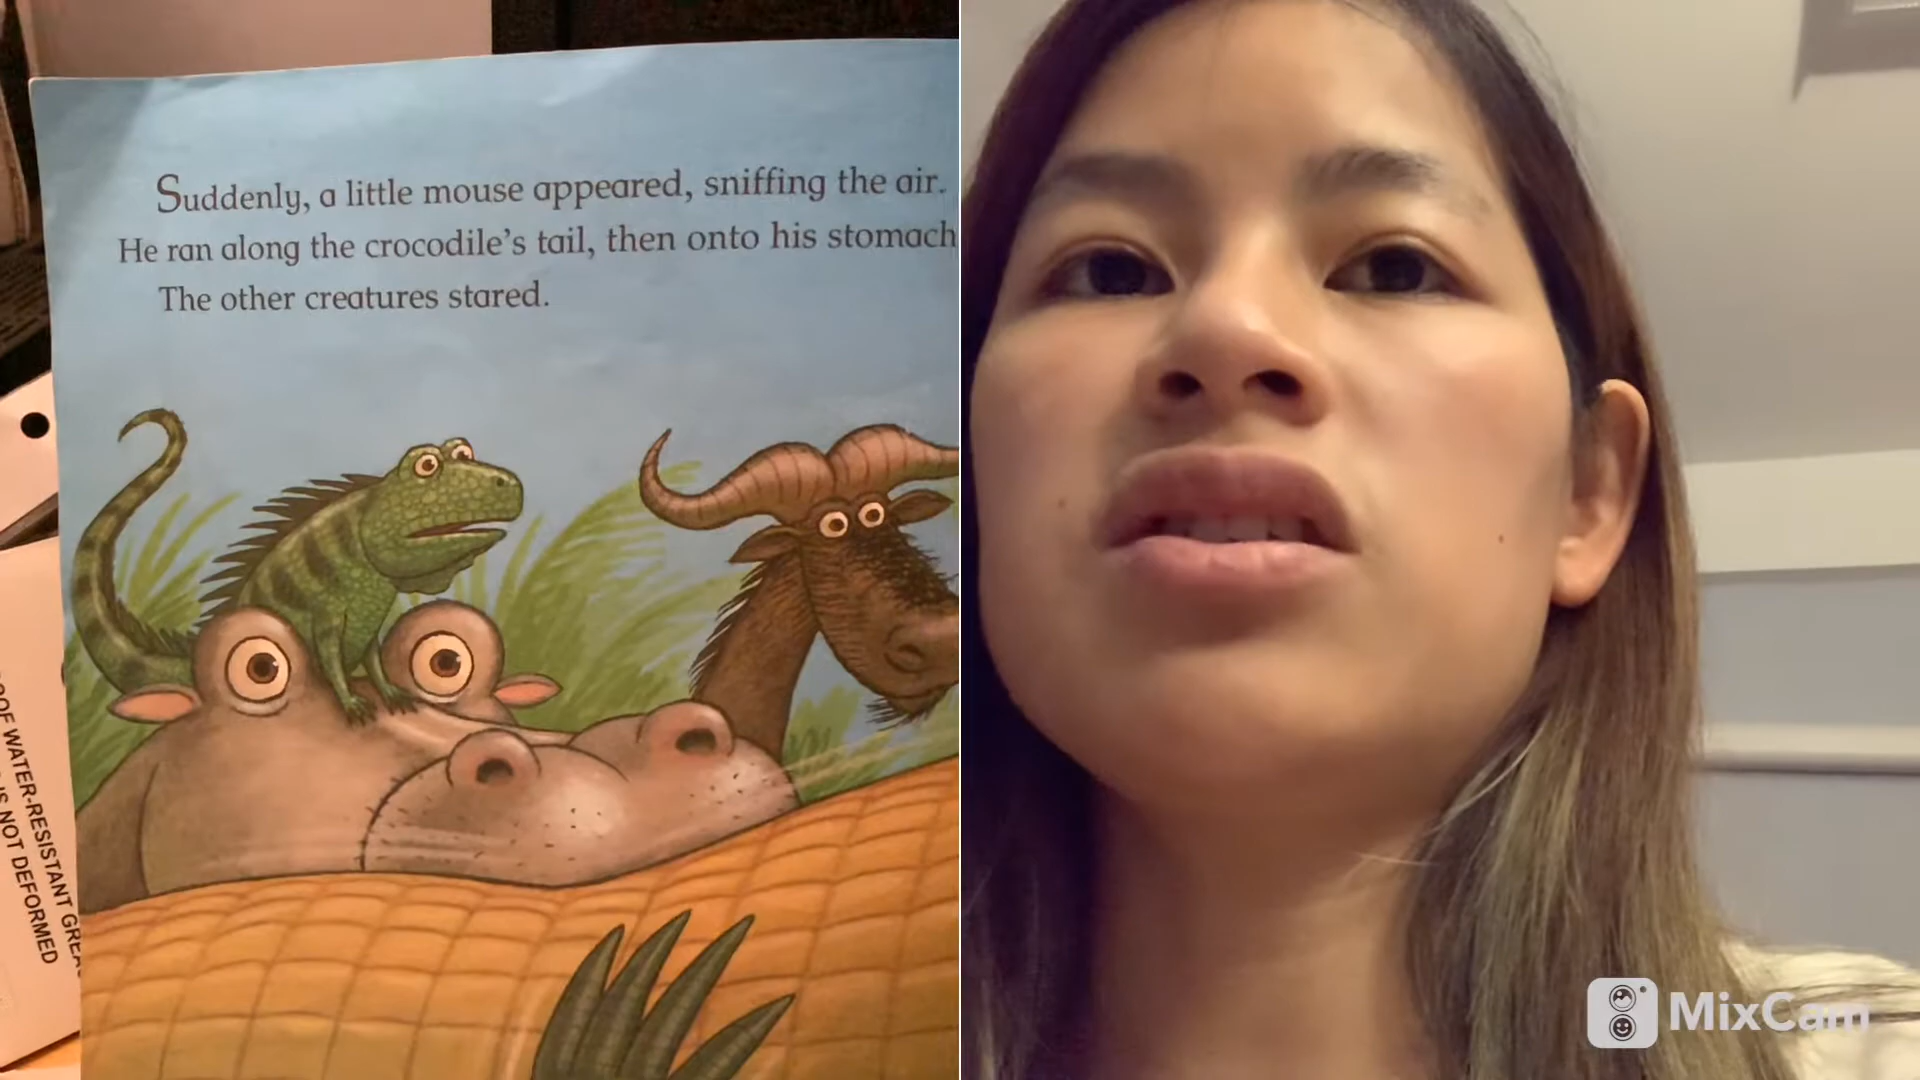 Suddenly, a little mouse appeared, sniffing the air.
He ran along the crocodile's tail, then onto his stomach
The other creatures stared.
OF WATER-RESISTANT
IS NOT DEFORMED
MixCam